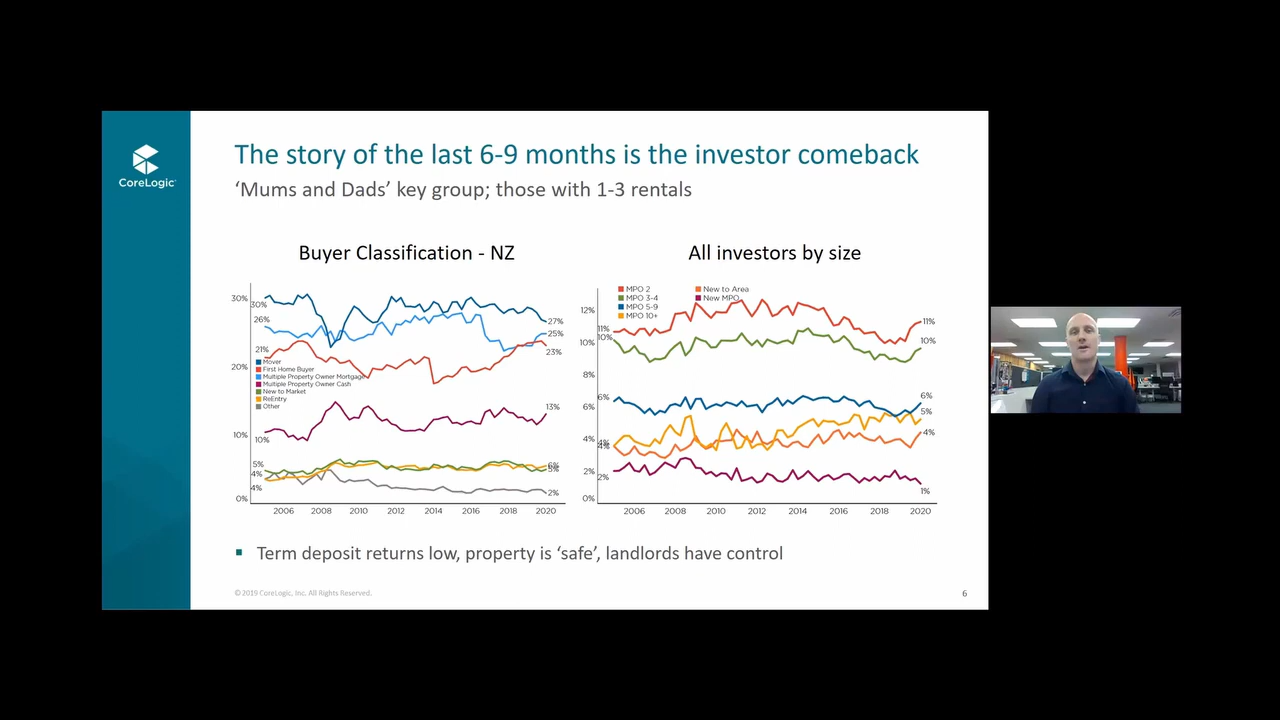 The story of the last 6-9 months is the investor comeback
CoreLogic
'Mums and Dads' key group; those with 1-3 rentals
Buyer Classification - NZ
30%
20%
10%
0%
30%
26%
21%
10%
5%
4%
4%
Mover
First Home Buyer
Multiple Property Owner Mortgage
Multiple Property Owner Cash
New to Market
ReEntry
Other
27%
25%
23%
13%
6%
5%
2%
2006 2008 2010 2012 2014 2016 2018 2020
All investors by size
MPO 2
MPO 3-4
MPO 5-9
MPO 10+
New to Area
New MPO
12%
10%
8%
6%
4%
2%
0%
11%
10%
6%
4%
4%
2%
11%
10%
6%
5%
4%
1%
2006 2008 2010 2012 2014 2016 2018 2020
Term deposit returns low, property is 'safe', landlords have control
© 2019 CoreLogic, Inc. All Rights Reserved.
6